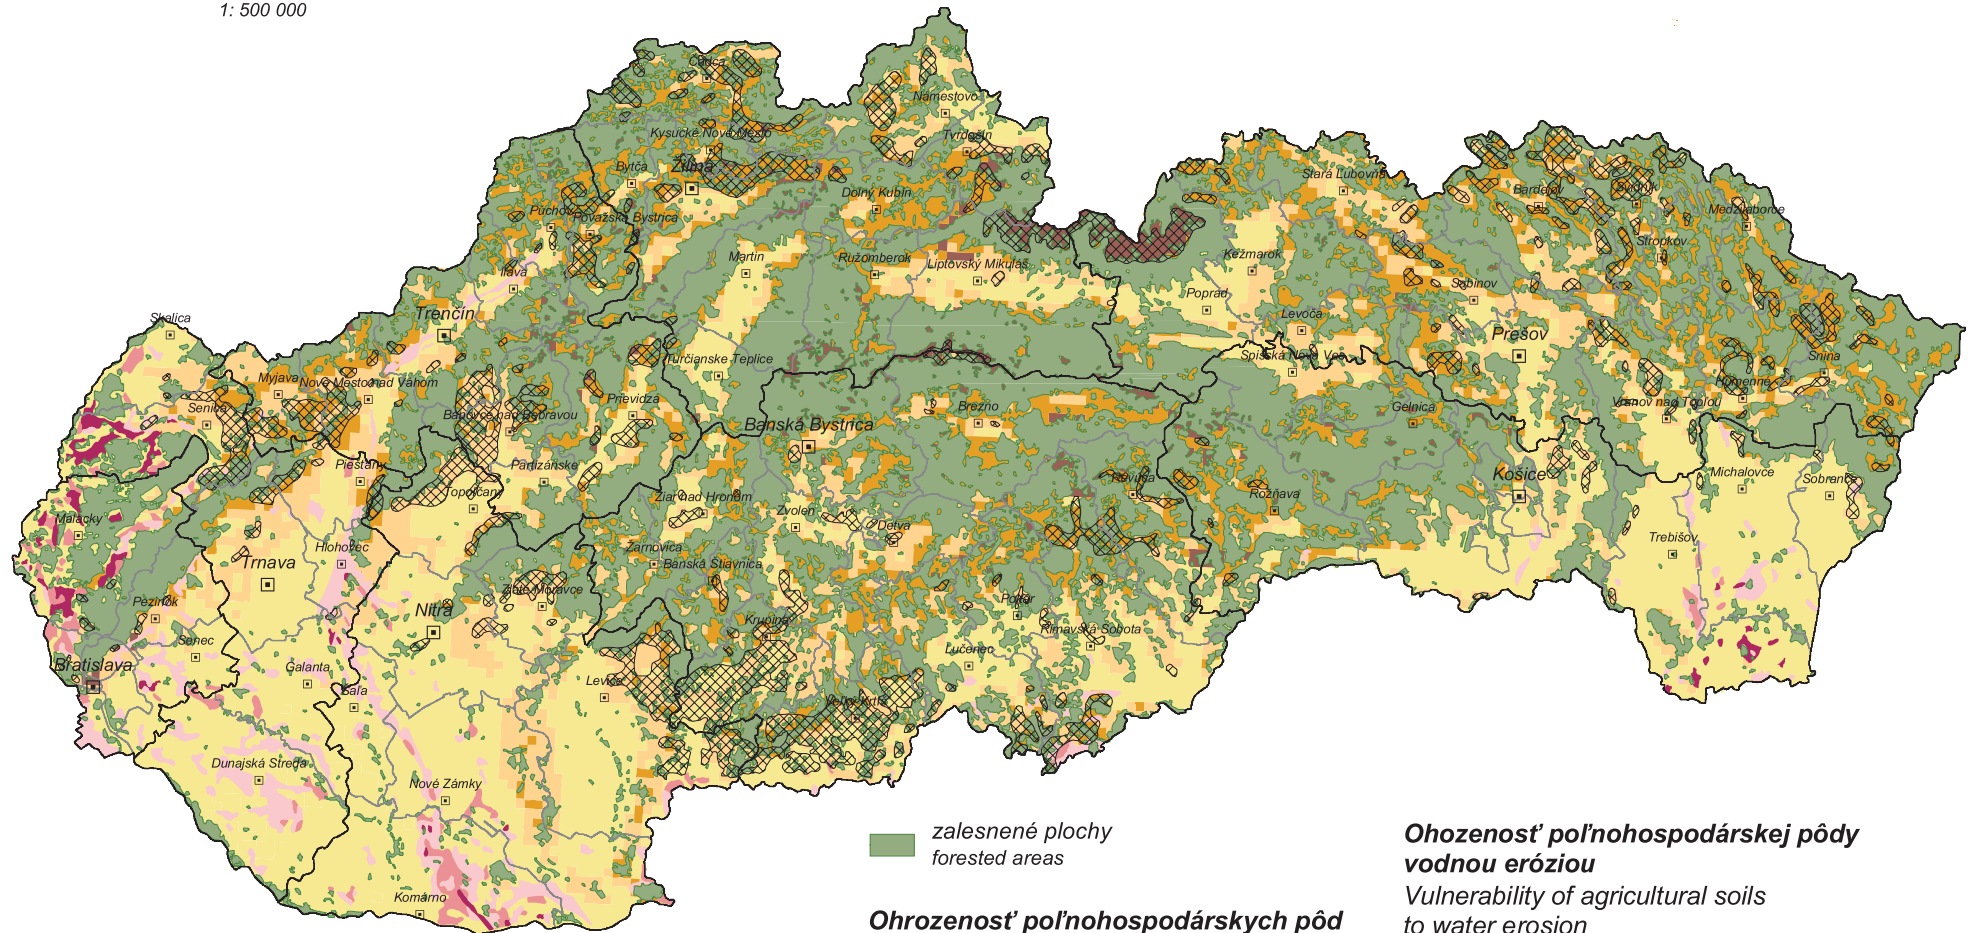 1: 500 000
Čadca
Námestovo
Kysucké Nové Mesto
Tvrdošín
Bytča
Žilina
Dolný Kubín
Stará Ľubovňa
Bardejov
Svidník
Medzilaborce
Púchov
Považská Bystrica
Stropkov
Martin
Ružomberok
Liptovský Mikuláš
Kežmarok
Ilava
Sabinov
Poprad
Levoča
Skalica
Trenčín
Prešov
Turčianske Teplice
Spišská Nová Ves
Snina
Myjava
Nové Mesto nad Váhom
Humenné
Senica
Prievidza
Bánovce nad Bebravou
Brezno
Gelnica
Vranov nad Topľou
Banská Bystrica
Piešťany
Partizánske
Košice
Michalovce
Sobrance
Topoľčany
Žiar nad Hronom
Revúca
Rožňava
Malacky
Zvolen
Detva
Hlohovec
Žarnovica
Trebišov
Trnava
Banská Štiavnica
Zlaté Moravce
Pezinok
Nitra
Poltár
Krupina
Rimavská Sobota
Senec
Lučenec
Bratislava
Galanta
Levice
Šaľa
Veľký Krtíš
Dunajská Streda
Nové Zámky
Komárno
zalesnené plochy
forested areas
Ohrozenosť poľnohospodárskych pôd
Ohozenosť poľnohospodárskej pôdy
vodnou eróziou
Vulnerability of agricultural soils
to water erosion